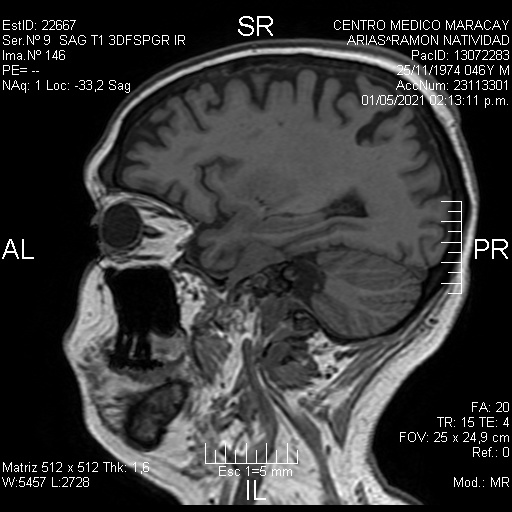 EstID: 22667
Ser.Nº 9 SAG T1 3DFSPGR IR
Ima.Nº 146
PE= --
NAq: 1 Loc: -33,2 Sag
SR
CENTRO MEDICO MARACAY
ARIAS^RAMON NATIVIDAD
PacID: 13072283
25/11/1974 046Y M
AccNum: 23113301
01/05/2021 02:13:11 p.m.
AL
PR
FA: 20
TR: 15 TE: 4
FOV: 25 x 24,9 cm
Ref.: 0
Matriz 512 x 512 Thk: 1,6
W:5457 L:2728
Esc 1=5 mm
IL
Mod.: MR